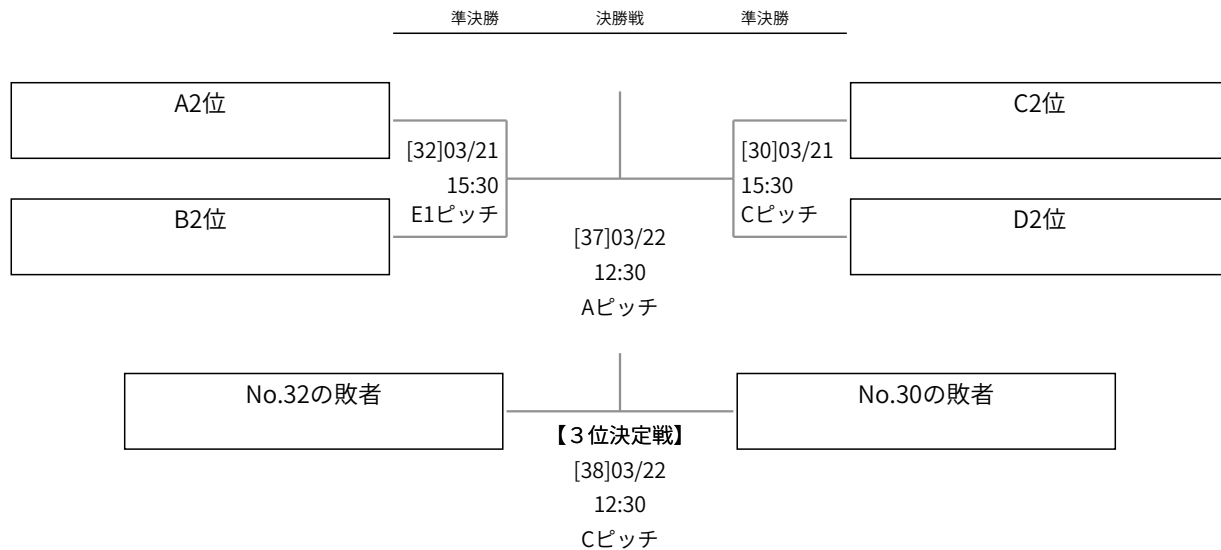 準決勝 決勝戦 準決勝
A2位
C2位
[32]03/21
15:30
E1ピッチ
[30]03/21
15:30
Cピッチ
B2位
D2位
[37]03/22
12:30
Aピッチ
No.32の敗者
No.30の敗者
【３位決定戦】
[38]03/22
12:30
Cピッチ